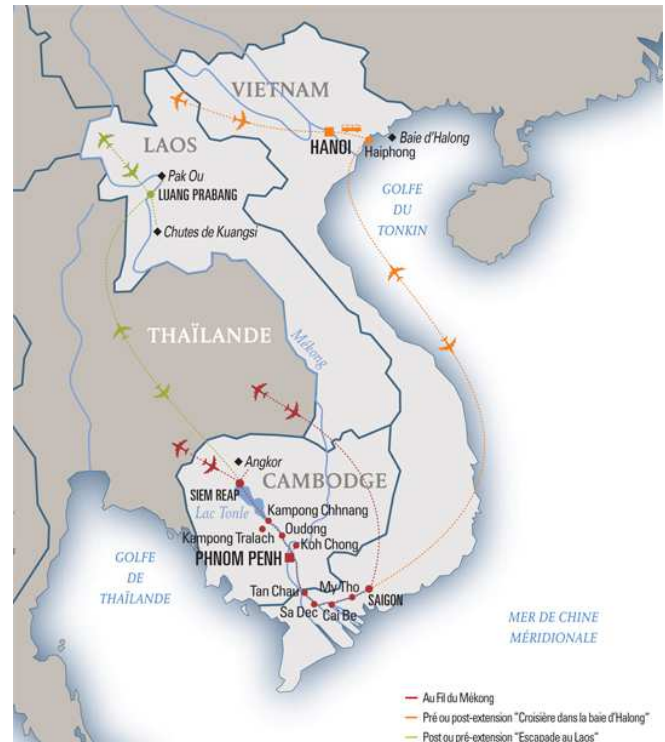 VIETNAM
LAOS
HANOI
Baie d'Halong
Haiphong
Pak Ou
LUANG PRABANG
GOLFE
DU
TONKIN
Chutes de Kuangsi
THAÏLANDE
Mékong
Angkor
CAMBODGE
SIEM REAP
Lac Tonle
Kampong Chhnang
Kampong Tralach
Oudong
Koh Chong
PHNOM PENH
GOLFE
DE
THAÏLANDE
Tan Chau
My Tho
SAIGON
Sa Dec
Cai Be
MER DE CHINE
MÉRIDIONALE
Au Fil du Mékong
Pré ou post-extension "Croisière dans la baie d'Halong"
Post ou pré-extension "Escapade au Laos"